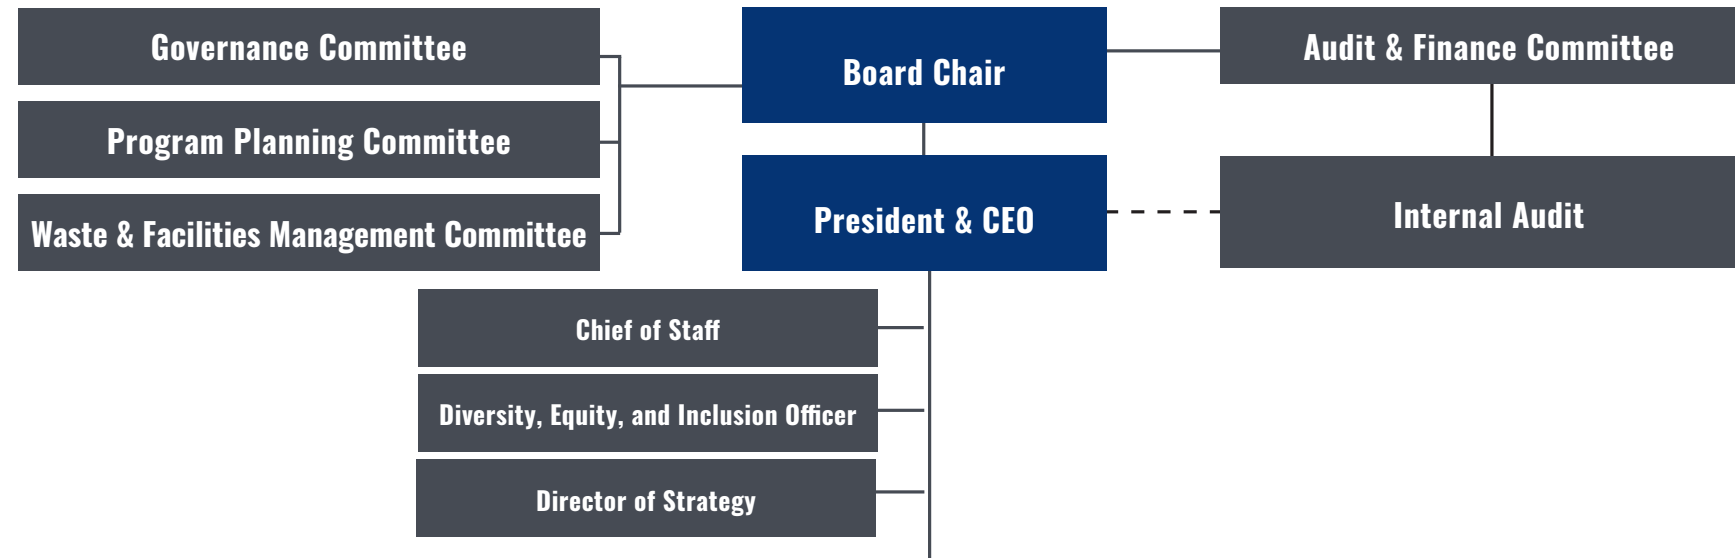 Governance Committee
Program Planning Committee
Waste & Facilities Management Committee
Board Chair
President & CEO
Audit & Finance Committee
Internal Audit
Chief of Staff
Diversity, Equity, and Inclusion Officer
Director of Strategy